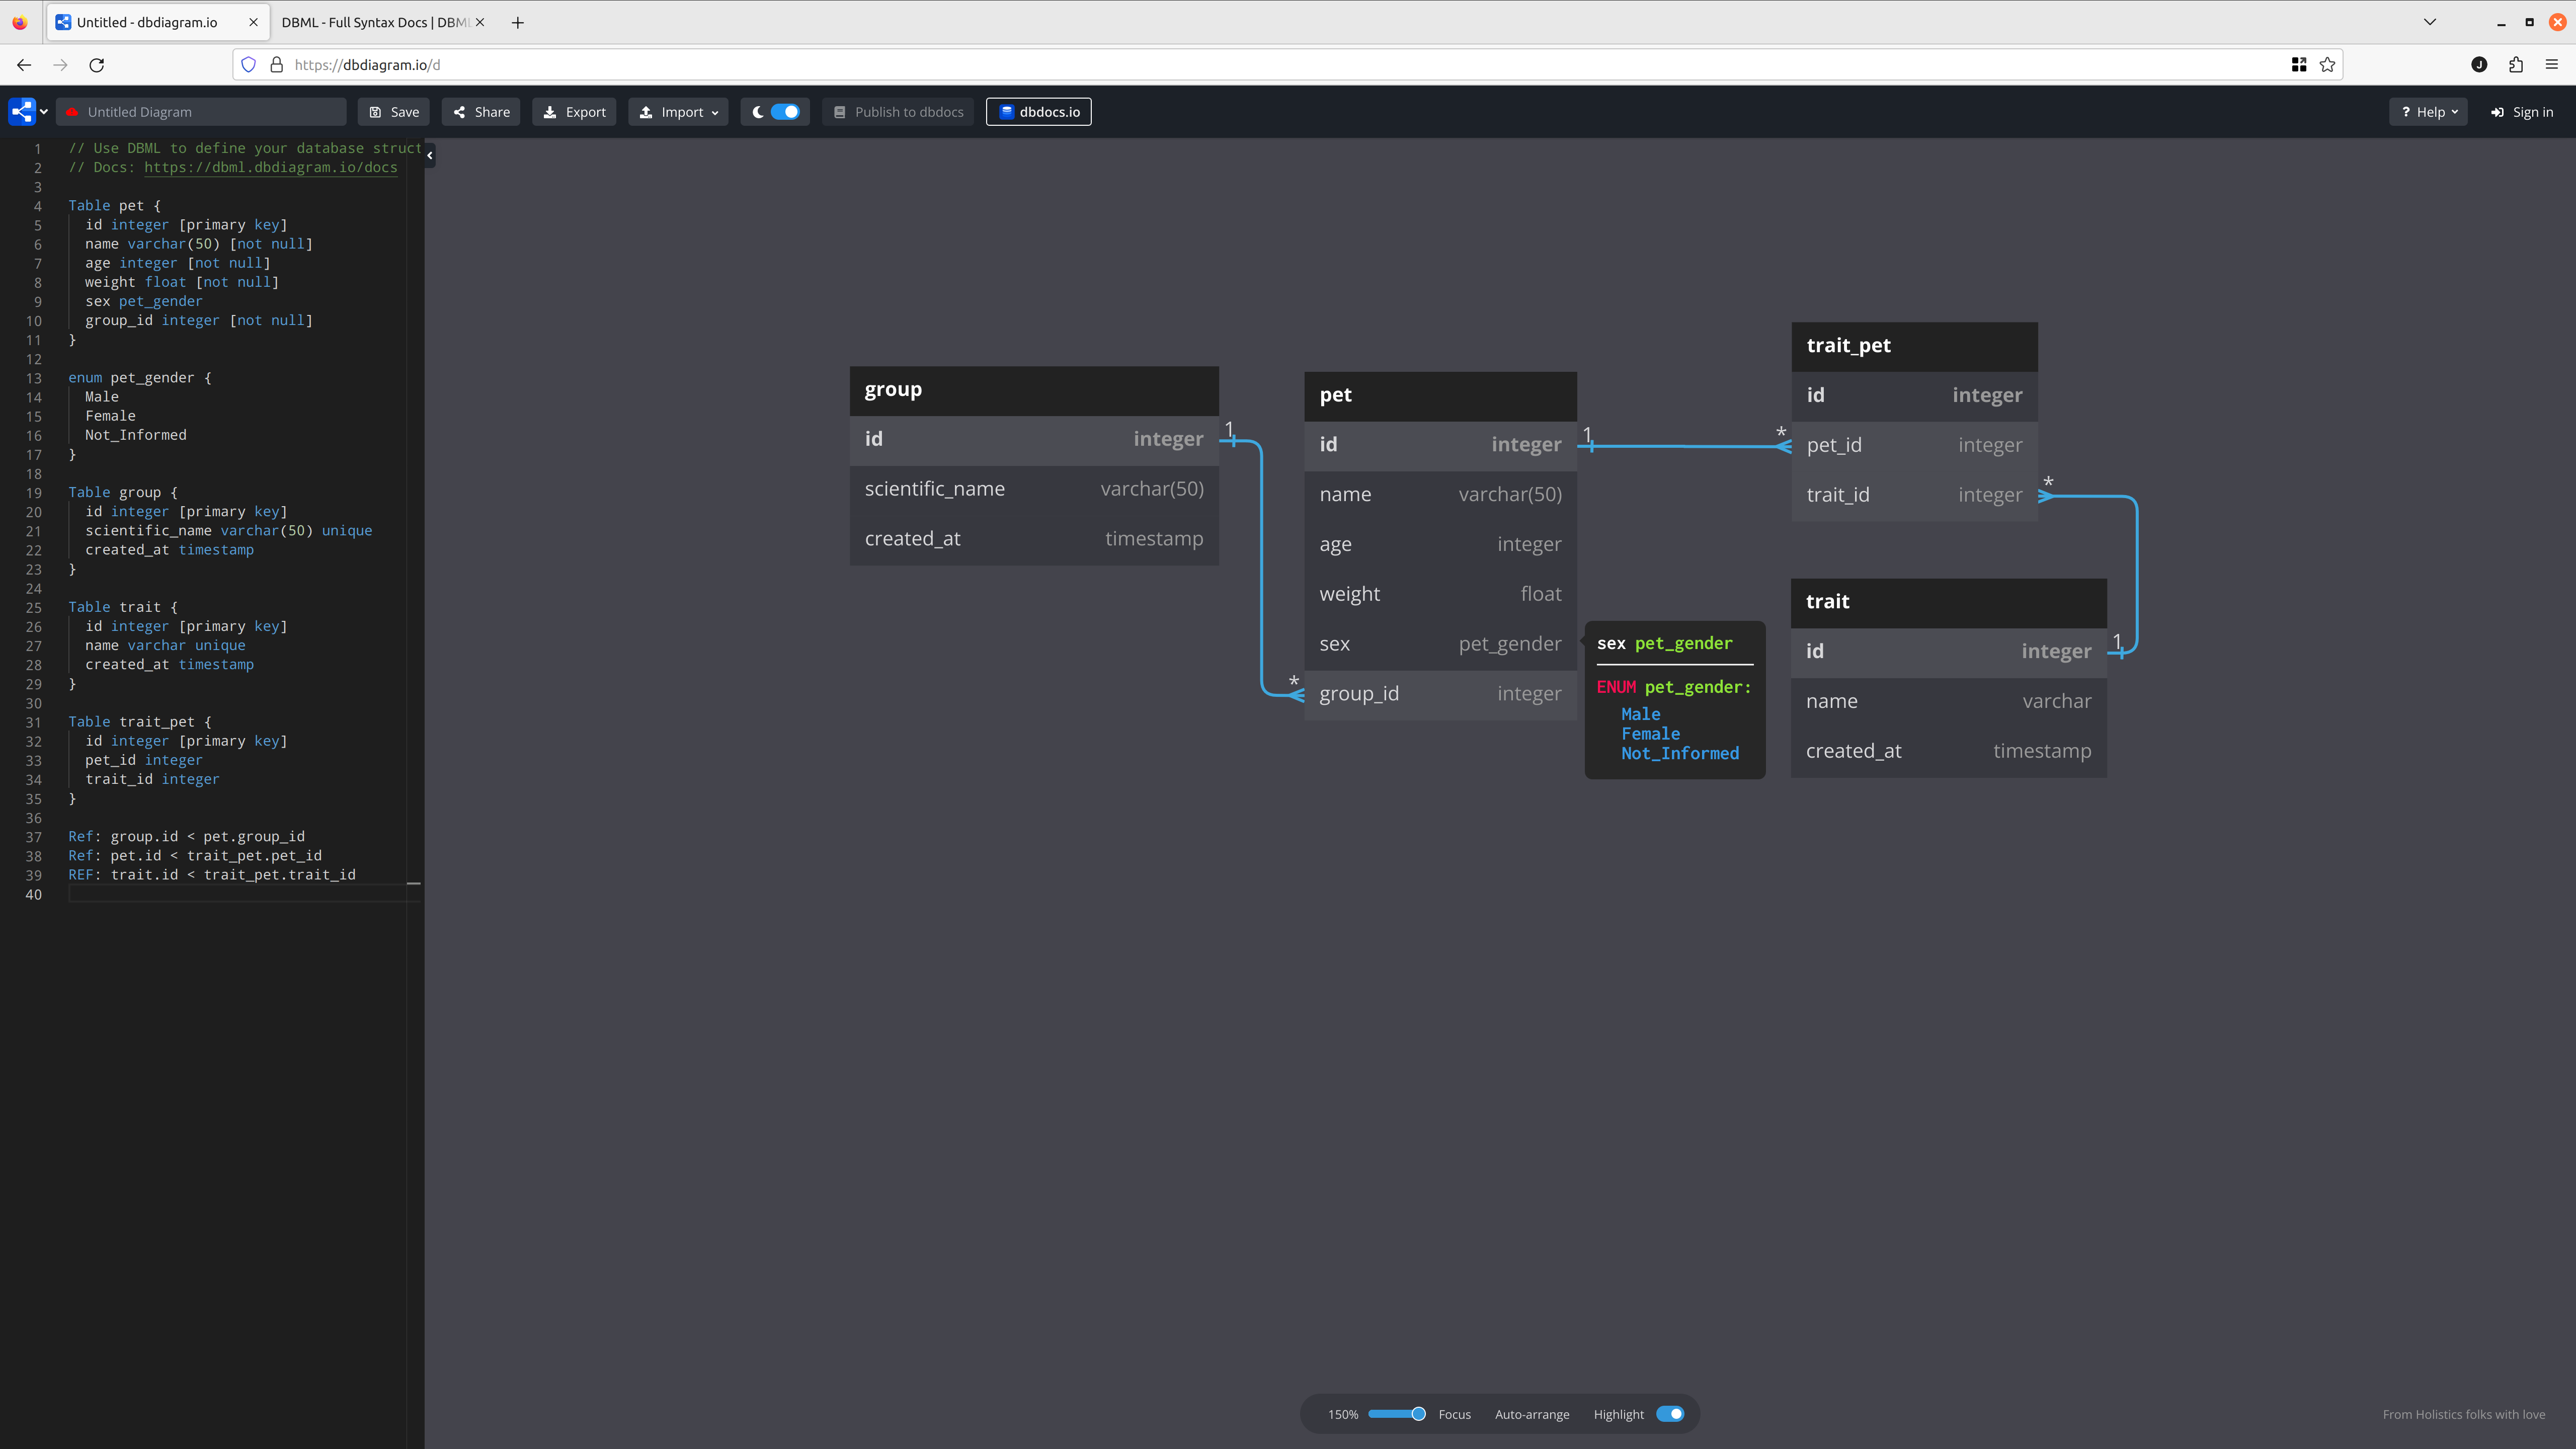 Untitled - dbdiagram.io
DBML - Full Syntax Docs | DBML
https://dbdiagram.io/d
J
Untitled Diagram
Save
Share
Export
Import
Publish to dbdocs
dbdocs.io
? Help
Sign in
1 // Use DBML to define your database struct
2 // Docs: https://dbml.dbdiagram.io/docs
3
4 Table pet {
5 id integer [primary key]
6 name varchar(50) [not null]
7 age integer [not null]
8 weight float [not null]
9 sex pet_gender
10 group_id integer [not null]
11 }
12
13 enum pet_gender {
14 Male
15 Female
16 Not_Informed
17 }
18
19 Table group {
20 id integer [primary key]
21 scientific_name varchar(50) unique
22 created_at timestamp
23 }
24
25 Table trait {
26 id integer [primary key]
27 name varchar unique
28 created_at timestamp
29 }
30
31 Table trait_pet {
32 id integer [primary key]
33 pet_id integer
34 trait_id integer
35 }
36
37 Ref: group.id < pet.group_id
38 Ref: pet.id < trait_pet.pet_id
39 REF: trait.id < trait_pet.trait_id
40
group
id integer
scientific_name varchar(50)
created_at timestamp
1
*
pet
id integer
name varchar(50)
age integer
weight float
sex pet_gender
group_id integer
1
*
sex pet_gender
ENUM pet_gender:
Male
Female
Not_Informed
trait_pet
id integer
pet_id integer
trait_id integer
*
1
trait
id integer
name varchar
created_at timestamp
150%
Focus
Auto-arrange
Highlight
From Holistics folks with love